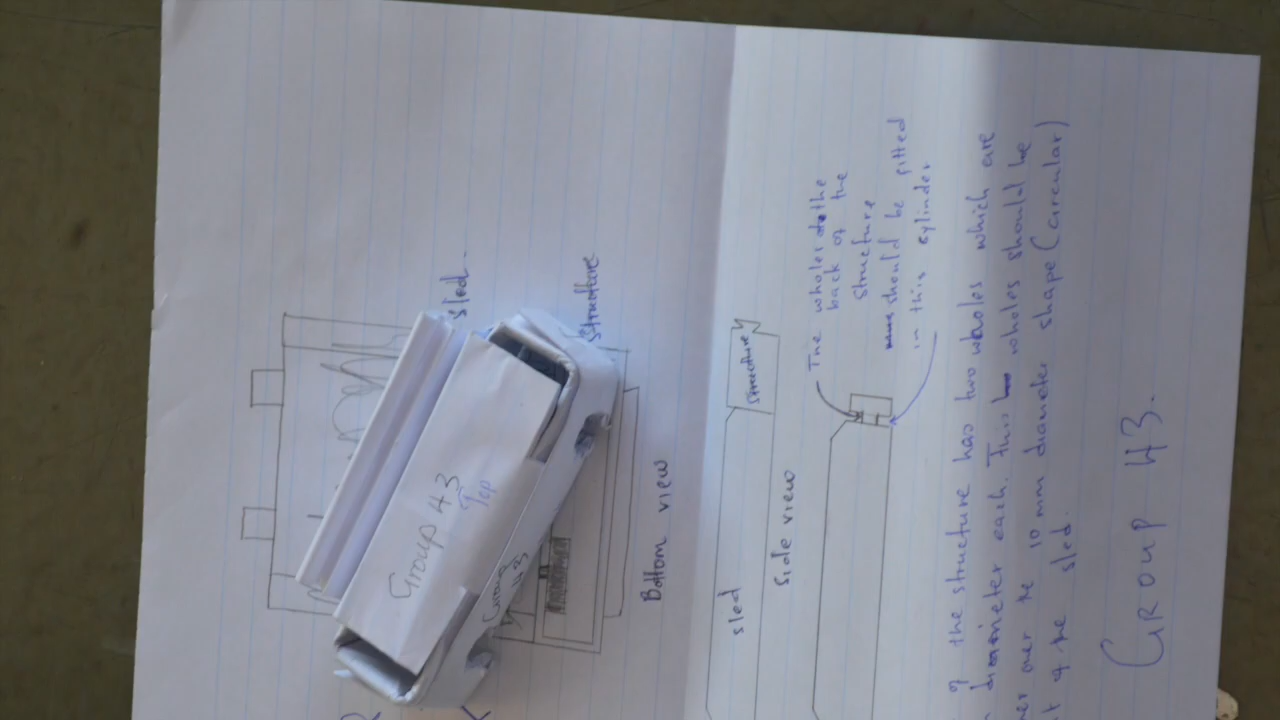 sled.
Structure
Group 43
Top
Group
43
Bottom view
sled
structure
Side view
The wholes the
back of the
structure
should be fitted
in this cylinder
the structure has two wholes which are
diameter each. This wholes should be
over the 10 mm diameter shape (circular)
the sled.
GROUP 43.